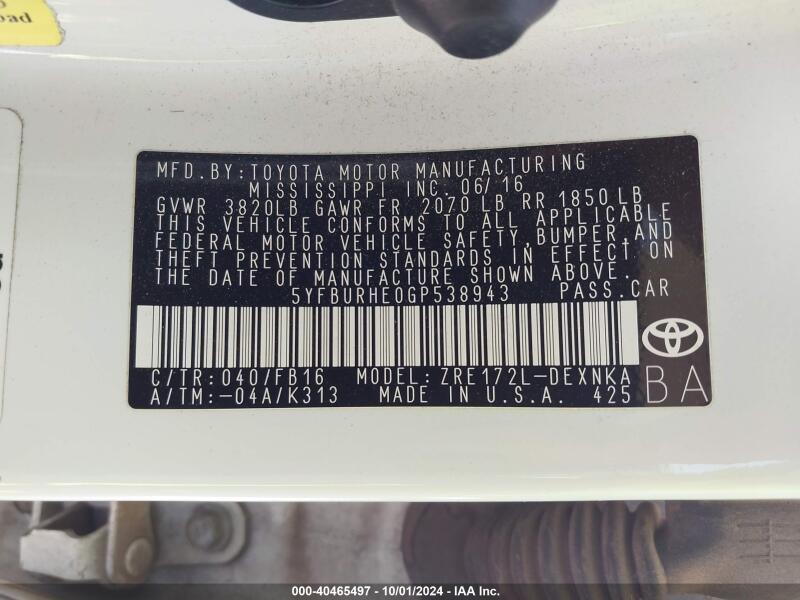 oad
MFD.BY:TOYOTA MOTOR MANUFACTURING
MISSISSIPPI INC. 06/16
GVWR 3820LB GAWR FR 2070 LB RR 1850 LB
THIS VEHICLE CONFORMS TO ALL APPLICABLE
FEDERAL MOTOR VEHICLE SAFETY,BUMPER,AND
THEFT PREVENTION STANDARDS IN EFFECT ON
THE DATE OF MANUFACTURE SHOWN ABOVE.
5YFBURHE0GP538943 PASS.CAR
C/TR:040/FB16 MODEL:ZRE172L-DEXNKA
A/TM:-04A/K313 MADE IN U.S.A. 425
BA
000-40465497 - 10/01/2024 - IAA Inc.